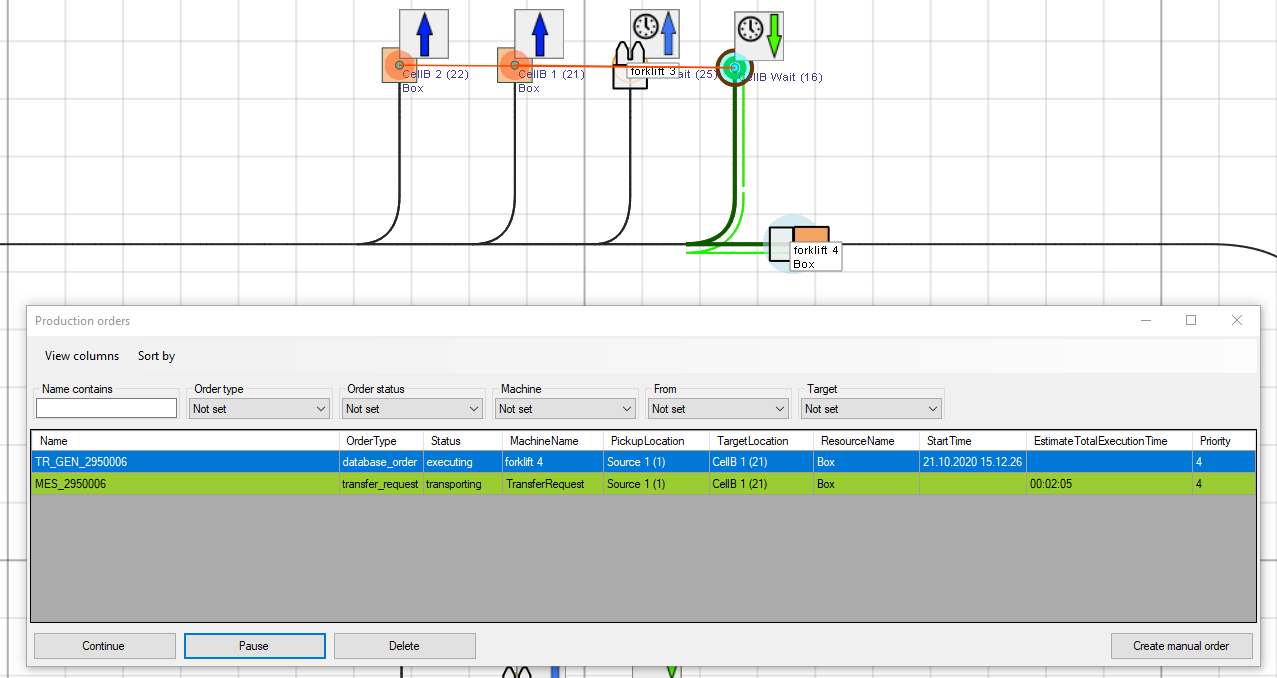 CellB 2 (22)
Box
CellB 1 (21)
Box
forklift 3
ait (25)
ellB Wait (16)
forklift 4
Box
Production orders
View columns Sort by
Name contains Order type Order status Machine From Target
Not set Not set Not set Not set Not set
Name OrderType Status MachineName PickupLocation TargetLocation ResourceName StartTime EstimateTotalExecutionTime Priority
TR_GEN_2950006 database_order executing forklift 4 Source 1 (1) CellB 1 (21) Box 21.10.2020 15.12.26 4
MES_2950006 transfer_request transporting TransferRequest Source 1 (1) CellB 1 (21) Box 00:02:05 4
Continue Pause Delete Create manual order